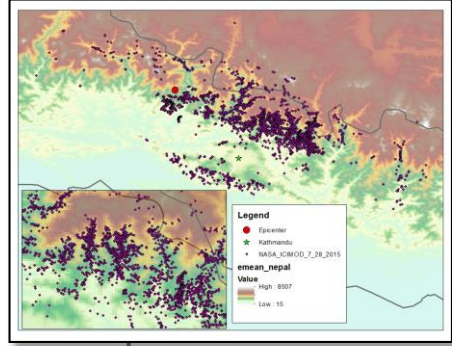 Legend
Epicenter
Kathmandu
NASA_ICIMOD_7_28_2015
emean_nepal
Value
High : 8507
Low : 15